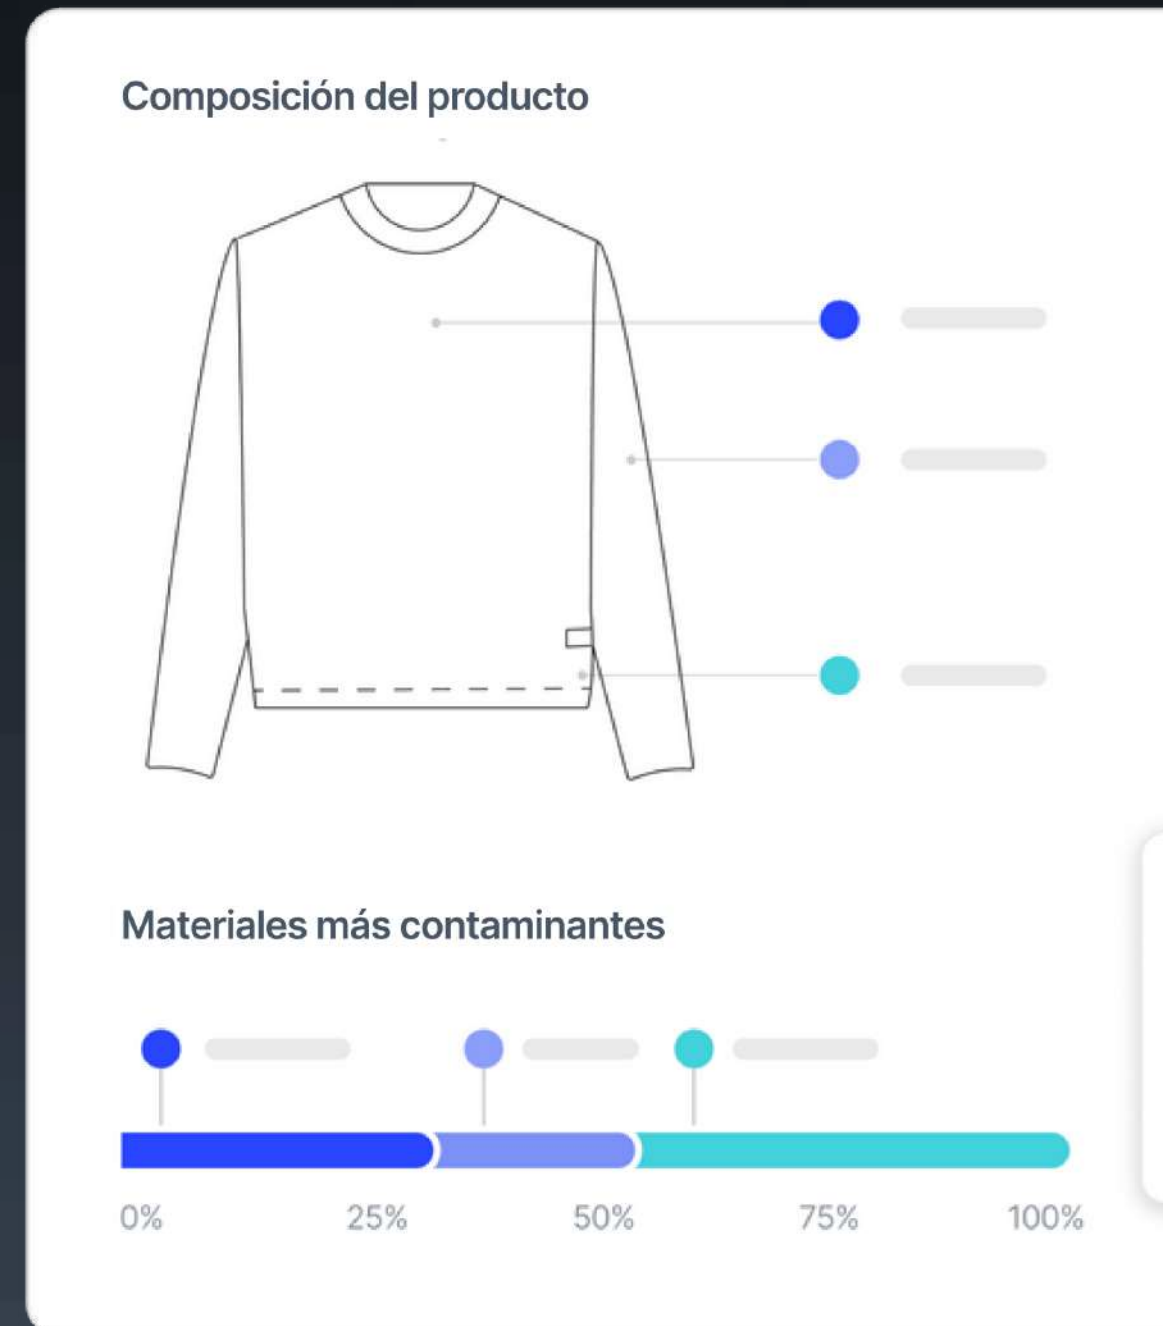 Composición del producto
Materiales más contaminantes
0% 25% 50% 75% 100%